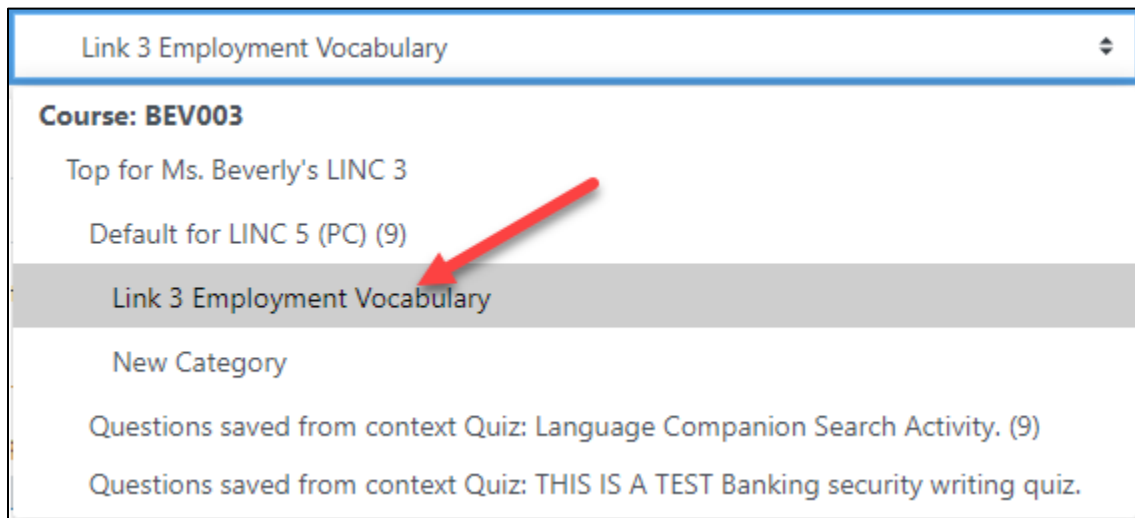 Link 3 Employment Vocabulary
Course: BEV003
Top for Ms. Beverly's LINC 3
Default for LINC 5 (PC) (9)
Link 3 Employment Vocabulary
New Category
Questions saved from context Quiz: Language Companion Search Activity. (9)
Questions saved from context Quiz: THIS IS A TEST Banking security writing quiz.